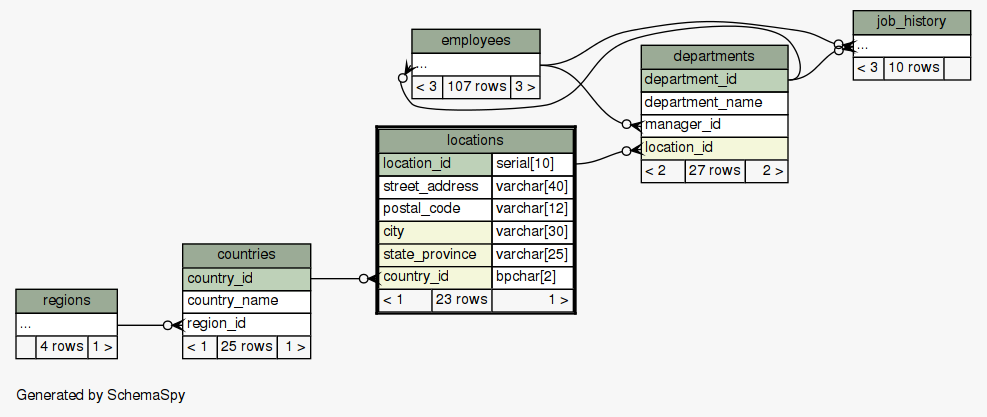 employees
...
< 3 107 rows 3 >
departments
department_id
department_name
manager_id
location_id
< 2 27 rows 2 >
job_history
...
< 3 10 rows
locations
location_id serial[10]
street_address varchar[40]
postal_code varchar[12]
city varchar[30]
state_province varchar[25]
country_id bpchar[2]
< 1 23 rows 1 >
countries
country_id
country_name
region_id
< 1 25 rows 1 >
regions
...
4 rows 1 >
Generated by SchemaSpy